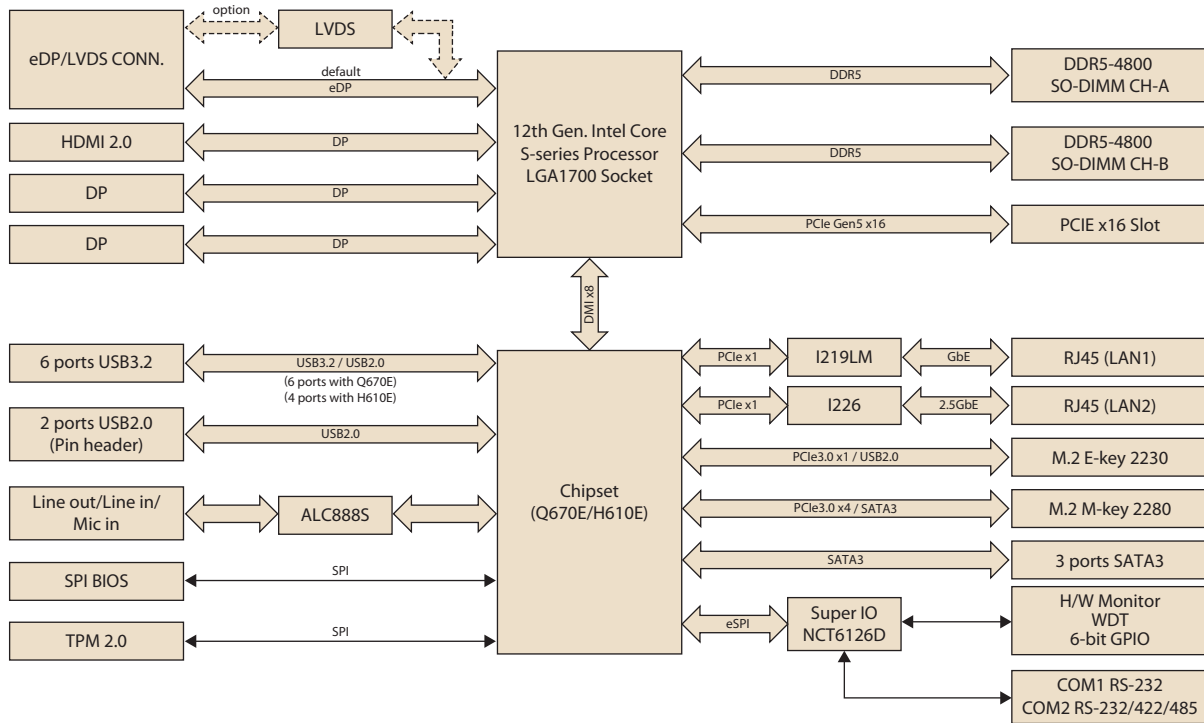 option
LVDS
eDP/LVDS CONN.
default
eDP
HDMI 2.0
DP
DP
DP
DP
DP
12th Gen. Intel Core
S-series Processor
LGA1700 Socket
DDR5
DDR5-4800
SO-DIMM CH-A
DDR5
DDR5-4800
SO-DIMM CH-B
PCIe Gen5 x16
PCIE x16 Slot
DMI x8
6 ports USB3.2
USB3.2 / USB2.0
(6 ports with Q670E)
(4 ports with H610E)
2 ports USB2.0
(Pin header)
USB2.0
Line out/Line in/
Mic in
ALC888S
SPI BIOS
SPI
TPM 2.0
SPI
Chipset
(Q670E/H610E)
PCIe x1
I219LM
GbE
RJ45 (LAN1)
PCIe x1
I226
2.5GbE
RJ45 (LAN2)
PCIe3.0 x1 / USB2.0
M.2 E-key 2230
PCIe3.0 x4 / SATA3
M.2 M-key 2280
SATA3
3 ports SATA3
eSPI
Super IO
NCT6126D
H/W Monitor
WDT
6-bit GPIO
COM1 RS-232
COM2 RS-232/422/485